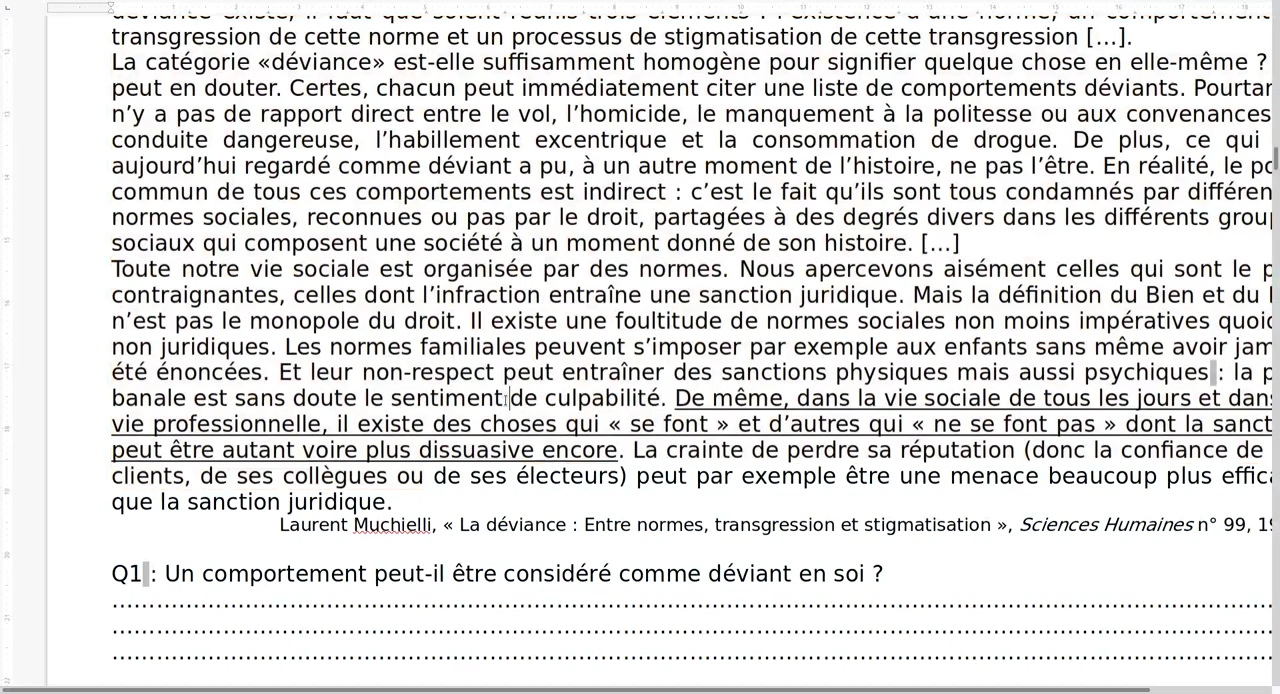 transgression de cette norme et un processus de stigmatisation de cette transgression [...].
La catégorie «déviance» est-elle suffisamment homogène pour signifier quelque chose en elle-même ?
peut en douter. Certes, chacun peut immédiatement citer une liste de comportements déviants.
n’y a pas de rapport direct entre le vol, l’homicide, le manquement à la politesse ou aux convenances
conduite dangereuse, l’habillement excentrique et la consommation de drogue. De plus, ce qui
aujourd’hui regardé comme déviant a pu, à un autre moment de l’histoire, ne pas l’être. En réalité, le
commun de tous ces comportements est indirect : c’est le fait qu’ils sont tous condamnés par
normes sociales, reconnues ou pas par le droit, partagées à des degrés divers dans les différents
sociaux qui composent une société à un moment donné de son histoire. [...]
Toute notre vie sociale est organisée par des normes. Nous apercevons aisément celles qui sont le
contraignantes, celles dont l’infraction entraîne une sanction juridique. Mais la définition du Bien et du
n’est pas le monopole du droit. Il existe une foultitude de normes sociales non moins impératives
non juridiques. Les normes familiales peuvent s’imposer par exemple aux enfants sans même avoir
été énoncées. Et leur non-respect peut entraîner des sanctions physiques mais aussi psychiques : la
banale est sans doute le sentiment de culpabilité. De même, dans la vie sociale de tous les jours et
vie professionnelle, il existe des choses qui « se font » et d’autres qui « ne se font pas » dont la
peut être autant voire plus dissuasive encore. La crainte de perdre sa réputation (donc la confiance de
clients, de ses collègues ou de ses électeurs) peut par exemple être une menace beaucoup plus
que la sanction juridique.
Laurent Muchielli, « La déviance : Entre normes, transgression et stigmatisation », Sciences Humaines n° 99,
Q1 : Un comportement peut-il être considéré comme déviant en soi ?